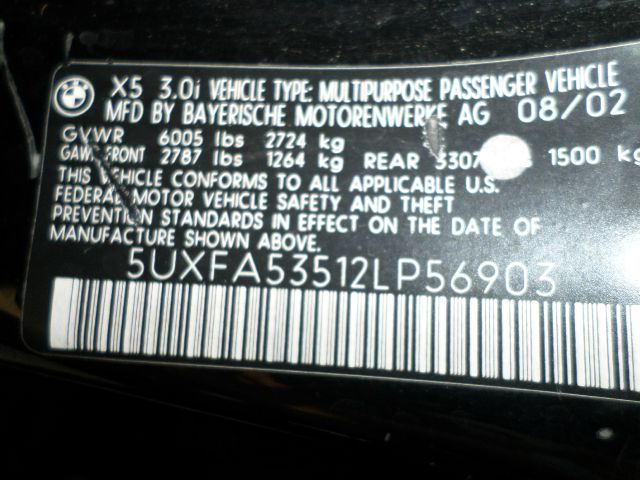 BMW X5 3.0i VEHICLE TYPE: MULTIPURPOSE PASSENGER VEHICLE
MFD BY BAYERISCHE MOTORENWERKE AG 08/02
GVWR 6005 lbs 2724 kg
GAWR FRONT 2787 lbs 1264 kg REAR 3307 1500 kg
THIS VEHICLE CONFORMS TO ALL APPLICABLE U.S.
FEDERAL MOTOR VEHICLE SAFETY AND THEFT
PREVENTION STANDARDS IN EFFECT ON THE DATE OF
MANUFACTURE SHOWN ABOVE.
5UXFA53512LP56903